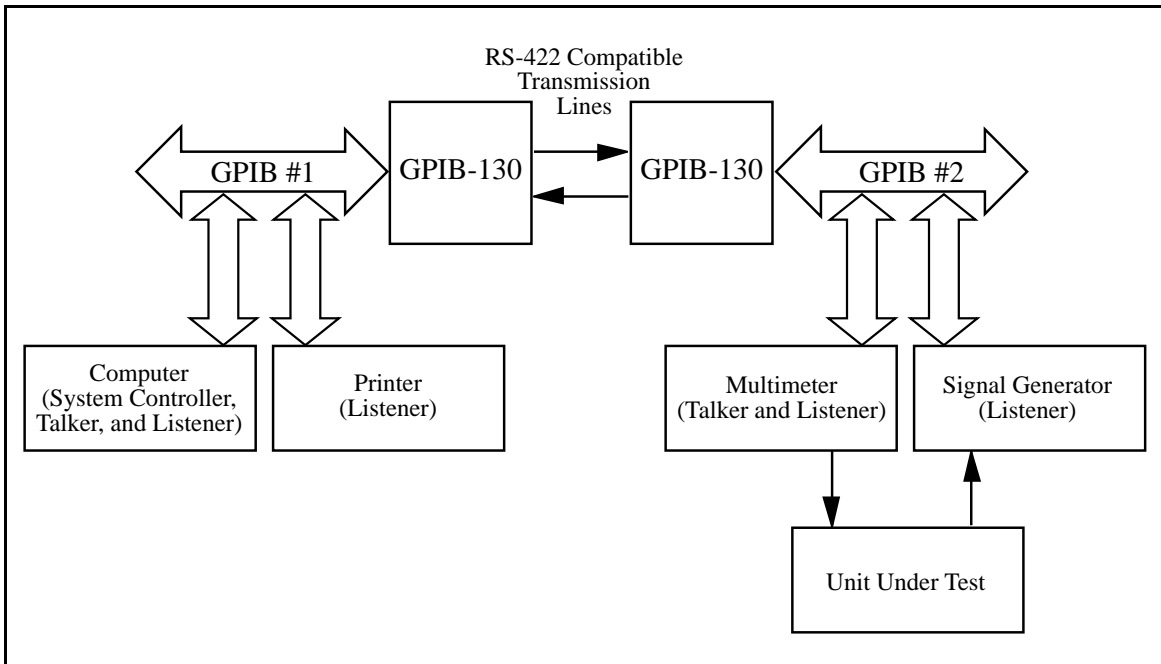 RS-422 Compatible
Transmission
Lines
GPIB #1
GPIB-130
GPIB-130
GPIB #2
Computer
(System Controller,
Talker, and Listener)
Printer
(Listener)
Multimeter
(Talker and Listener)
Signal Generator
(Listener)
Unit Under Test